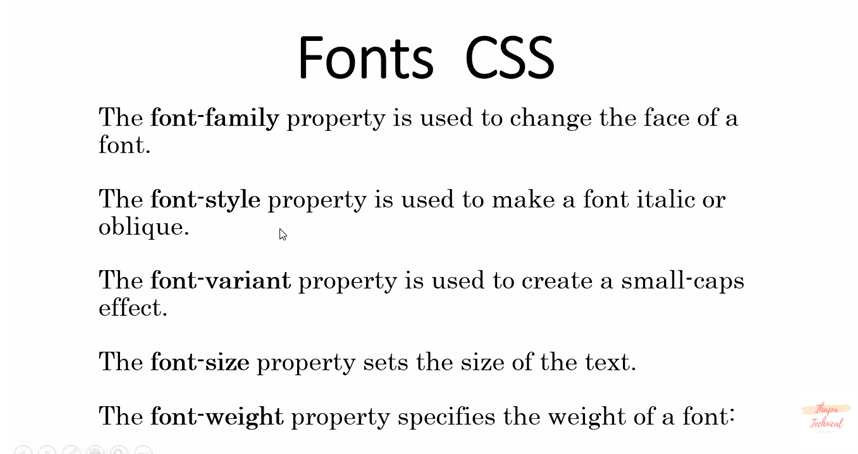 Fonts CSS
The font-family property is used to change the face of a
font.
The font-style property is used to make a font italic or
oblique.
The font-variant property is used to create a small-caps
effect.
The font-size property sets the size of the text.
The font-weight property specifies the weight of a font:
Thapa
Technical